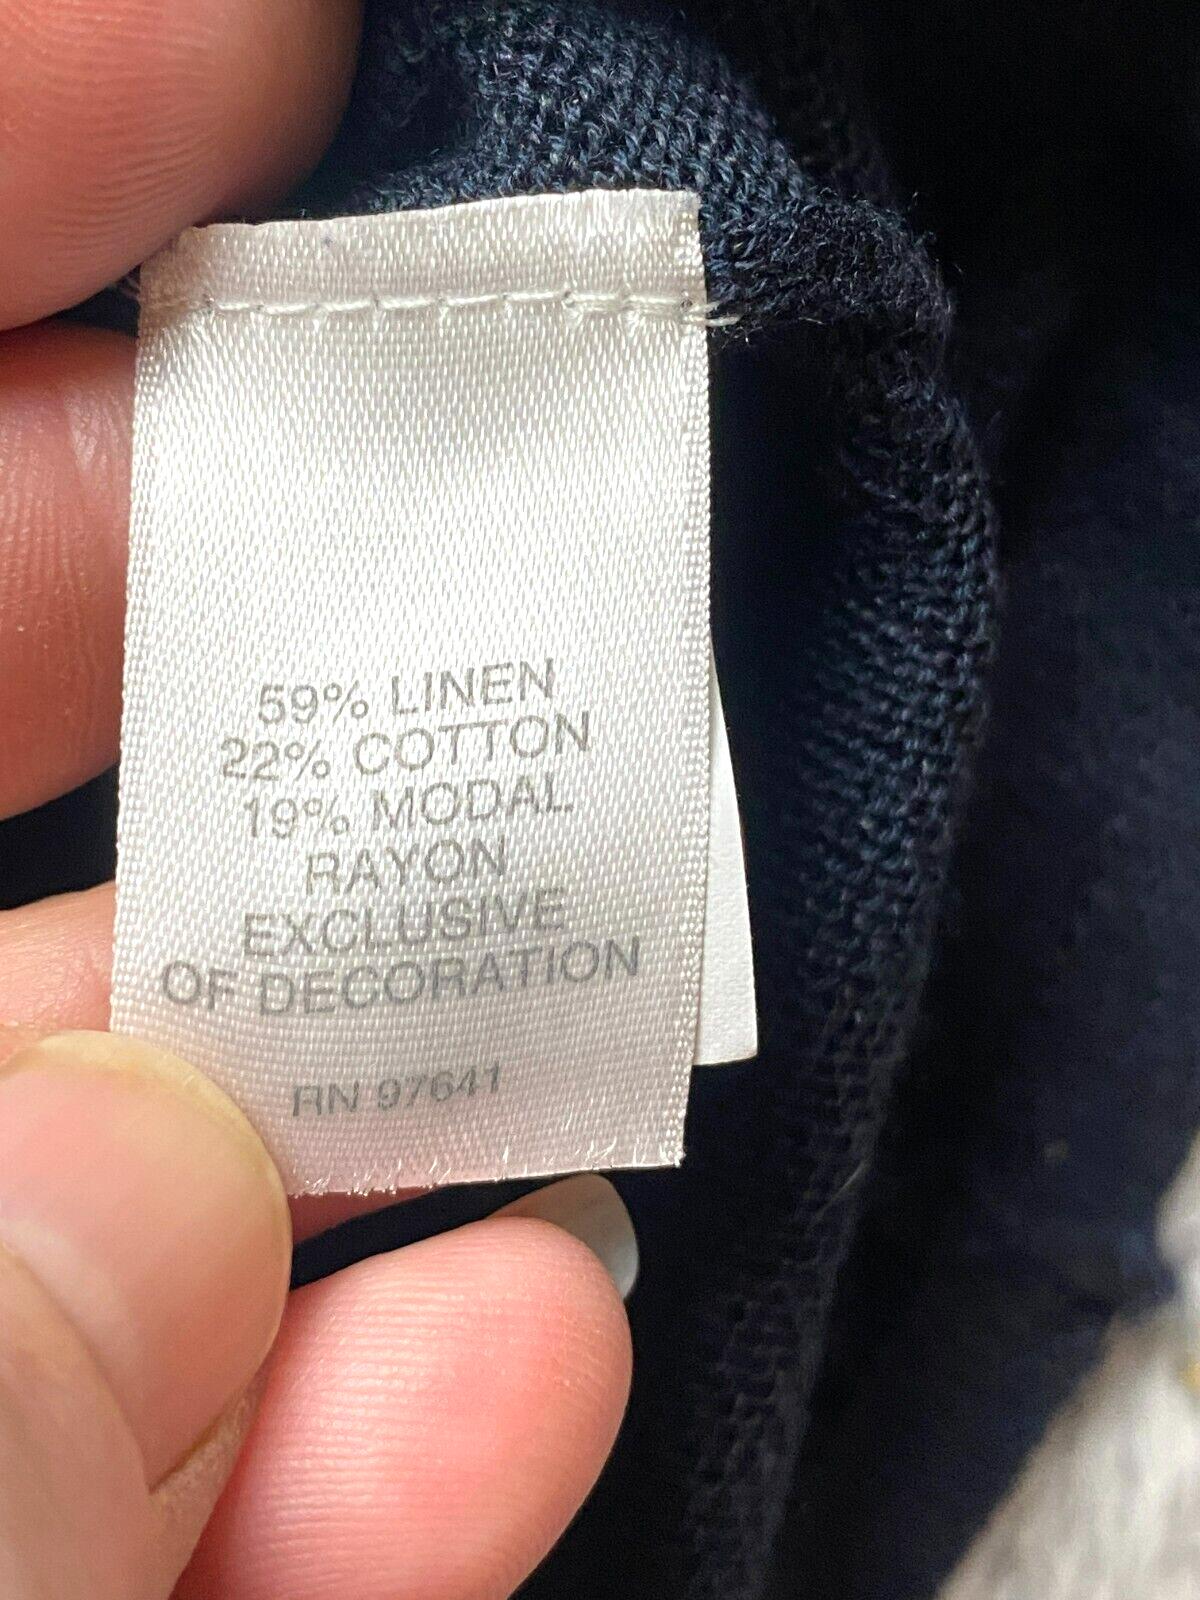 59% LINEN
22% COTTON
19% MODAL
RAYON
EXCLUSIVE
OF DECORATION
RN 97641